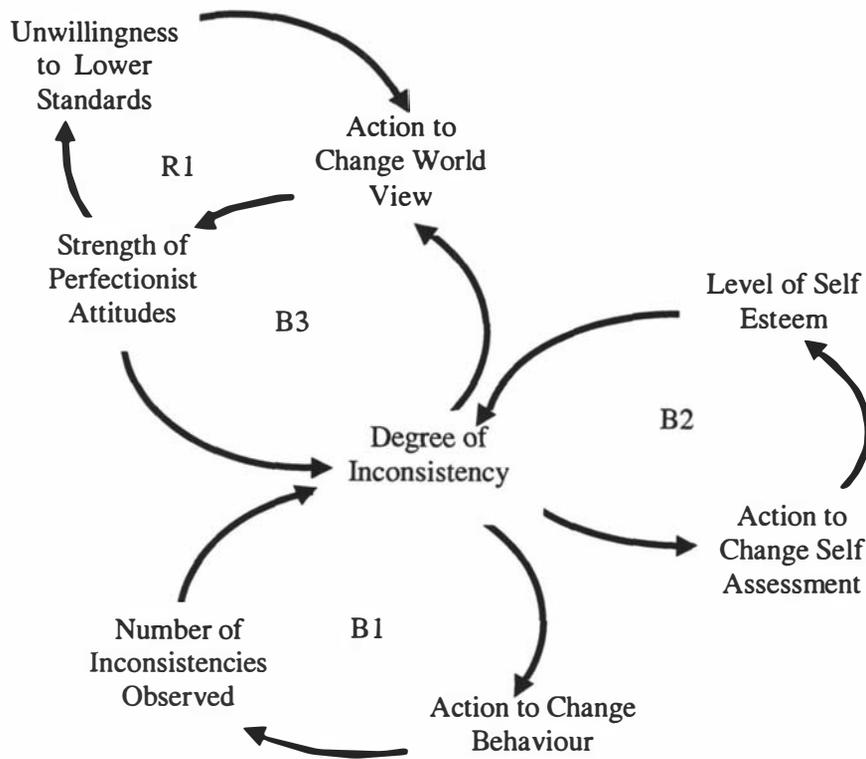 Unwillingness
to Lower
Standards
Action to
Change World
View
R1
Strength of
Perfectionist
Attitudes
B3
Level of Self
Esteem
B2
Degree of
Inconsistency
Action to
Change Self
Assessment
Number of
Inconsistencies
Observed
B1
Action to Change
Behaviour